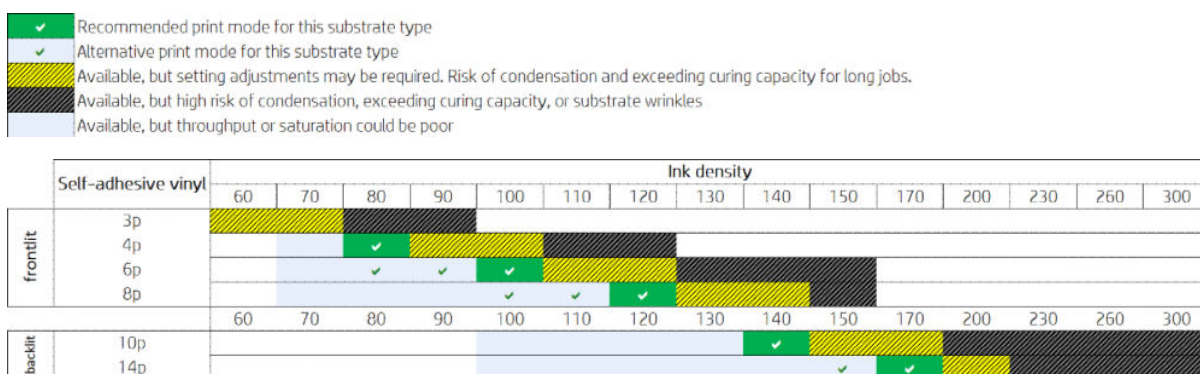 Recommended print mode for this substrate type
Alternative print mode for this substrate type
Available, but setting adjustments may be required. Risk of condensation and exceeding curing capacity for long jobs.
Available, but high risk of condensation, exceeding curing capacity, or substrate wrinkles
Available, but throughput or saturation could be poor
Self-adhesive vinyl
Ink density
60 70 80 90 100 110 120 130 140 150 170 200 230 260 300
frontlit
3p
4p
6p
8p
60 70 80 90 100 110 120 130 140 150 170 200 230 260 300
backlit
10p
14p